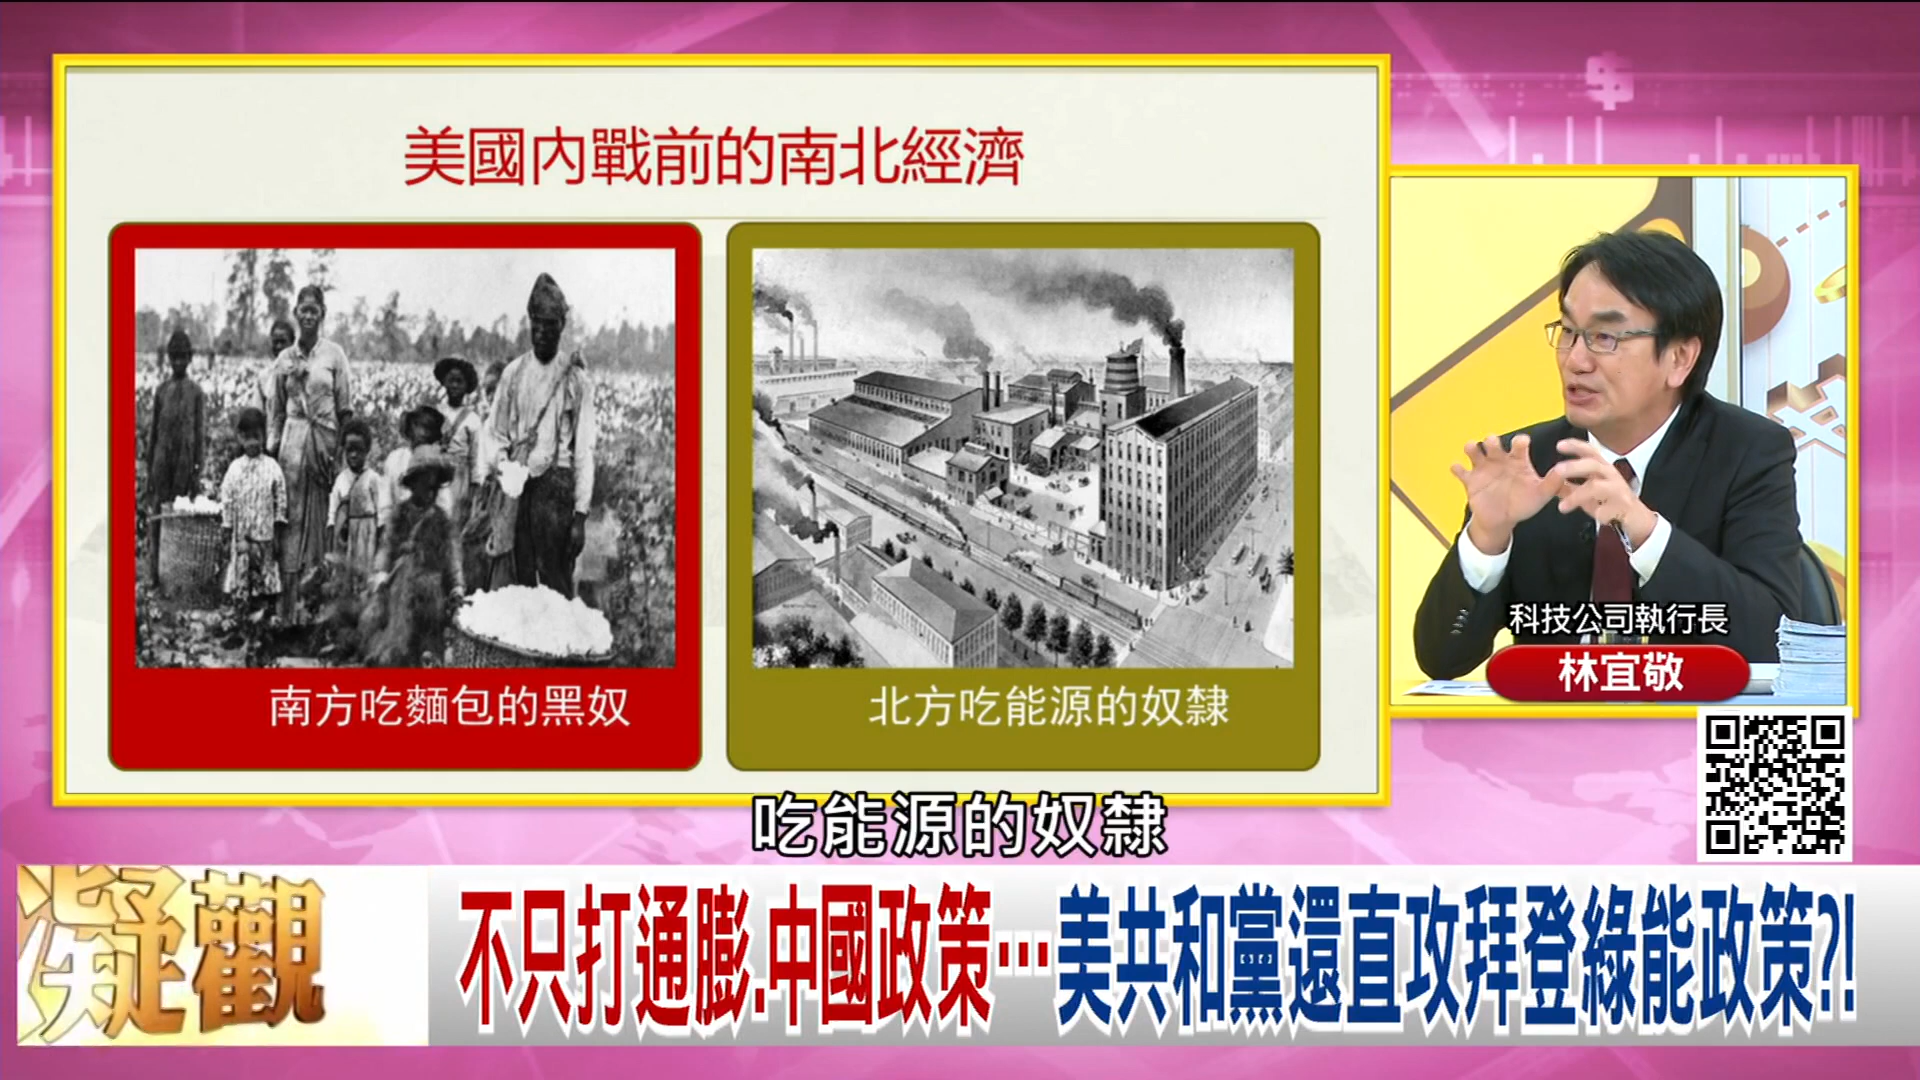 美國內戰前的南北經濟
南方吃麵包的黑奴
北方吃能源的奴隸
科技公司執行長
林宜敬
吃能源的奴隸
凝觀
不只打通膨.中國政策…美共和黨還直攻拜登綠能政策?!